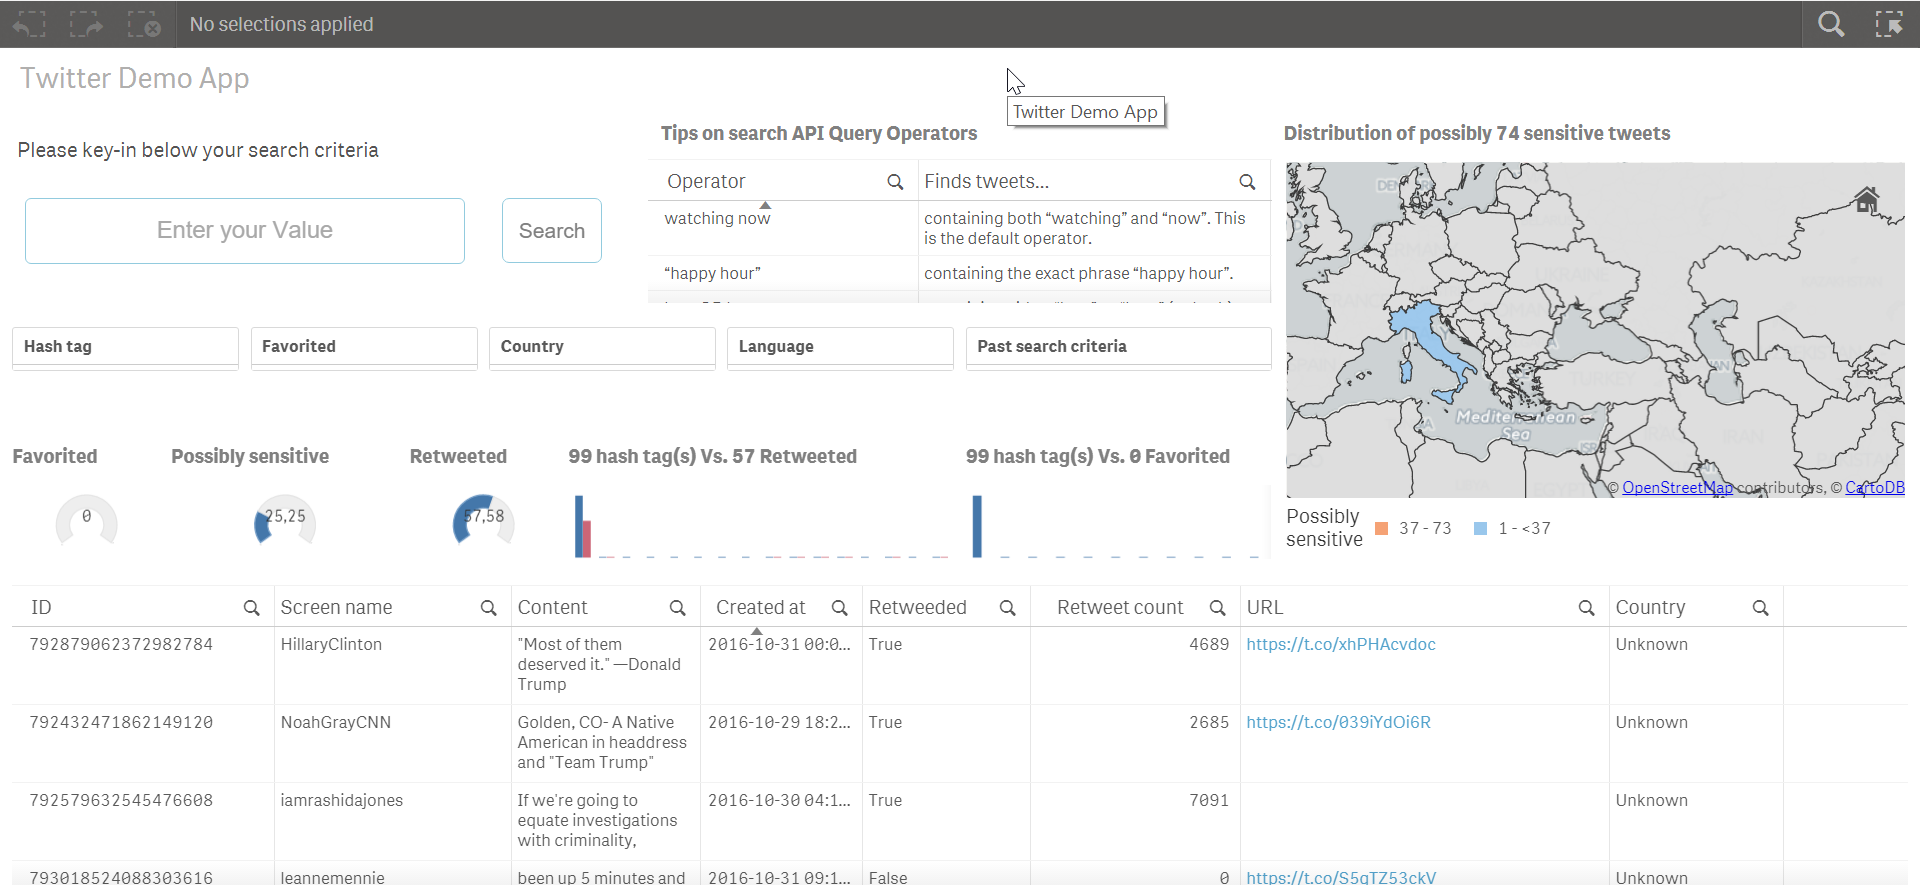 No selections applied
Twitter Demo App
Twitter Demo App
Please key-in below your search criteria
Enter your Value
Search
Tips on search API Query Operators
Operator
Finds tweets...
watching now
containing both “watching” and “now”. This
is the default operator.
“happy hour”
containing the exact phrase “happy hour”.
Distribution of possibly 74 sensitive tweets
UKRAINE
TURKEY
Mediterranean
Sea
IRAN
© OpenStreetMap contributors, © CartoDB
Possibly
sensitive
37 - 73
1 - <37
Hash tag
Favorited
Country
Language
Past search criteria
Favorited
0
Possibly sensitive
25,25
Retweeted
57,58
99 hash tag(s) Vs. 57 Retweeted
99 hash tag(s) Vs. 0 Favorited
ID
Screen name
Content
Created at
Retweeded
Retweet count
URL
Country
792879062372982784
HillaryClinton
"Most of them
deserved it." —Donald
Trump
2016-10-31 00:0...
True
4689
https://t.co/xhPHAcvdoc
Unknown
792432471862149120
NoahGrayCNN
Golden, CO- A Native
American in headdress
and "Team Trump"
2016-10-29 18:2...
True
2685
https://t.co/039iYdOi6R
Unknown
792579632545476608
iamrashidajones
If we're going to
equate investigations
with criminality,
2016-10-30 04:1...
True
7091
Unknown
793018524088303616
leannemennie
been up 5 minutes and
2016-10-31 09:1...
False
0
https://t.co/S5qTZ53ckV
Unknown